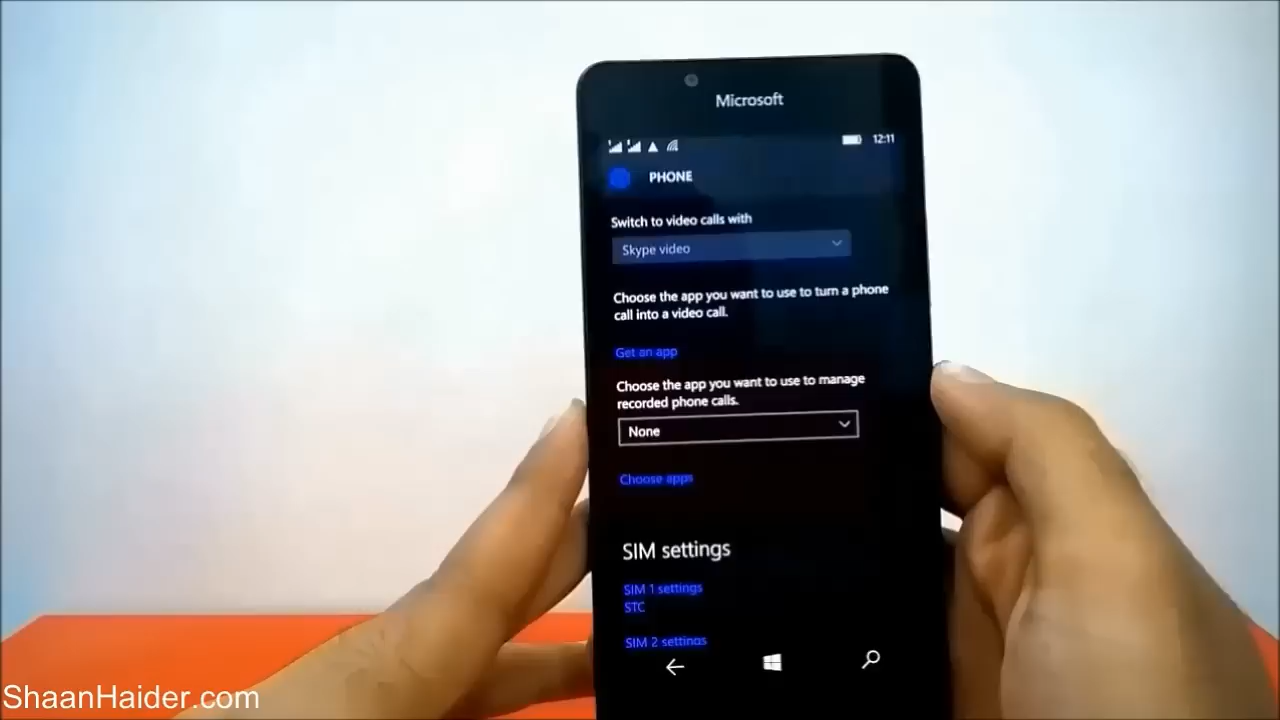 Microsoft
12:11
PHONE
Switch to video calls with
Skype video
Choose the app you want to use to turn a phone
call into a video call.
Get an app
Choose the app you want to use to manage
recorded phone calls.
None
Choose apps
SIM settings
SIM 1 settings
STC
SIM 2 settings
ShaanHaider.com